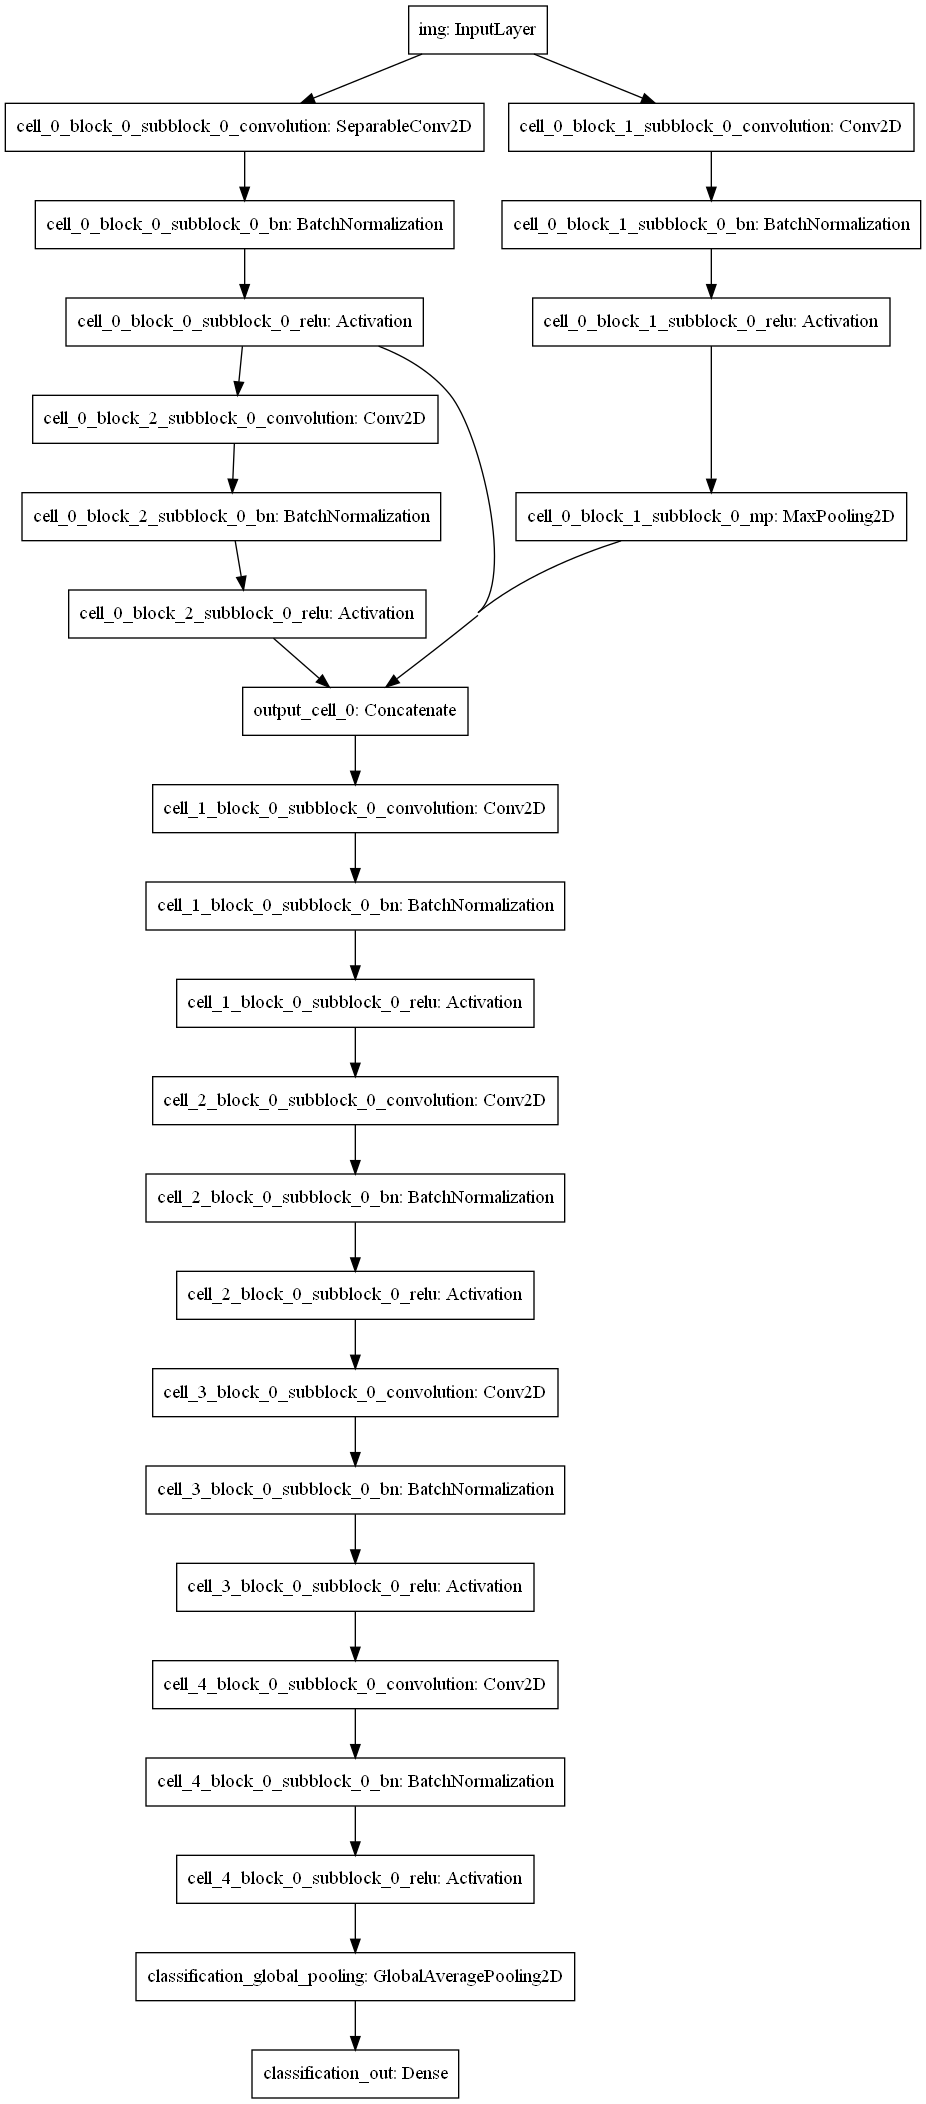 img: InputLayer
cell_0_block_0_subblock_0_convolution: SeparableConv2D
cell_0_block_1_subblock_0_convolution: Conv2D
cell_0_block_0_subblock_0_bn: BatchNormalization
cell_0_block_1_subblock_0_bn: BatchNormalization
cell_0_block_0_subblock_0_relu: Activation
cell_0_block_1_subblock_0_relu: Activation
cell_0_block_2_subblock_0_convolution: Conv2D
cell_0_block_2_subblock_0_bn: BatchNormalization
cell_0_block_1_subblock_0_mp: MaxPooling2D
cell_0_block_2_subblock_0_relu: Activation
output_cell_0: Concatenate
cell_1_block_0_subblock_0_convolution: Conv2D
cell_1_block_0_subblock_0_bn: BatchNormalization
cell_1_block_0_subblock_0_relu: Activation
cell_2_block_0_subblock_0_convolution: Conv2D
cell_2_block_0_subblock_0_bn: BatchNormalization
cell_2_block_0_subblock_0_relu: Activation
cell_3_block_0_subblock_0_convolution: Conv2D
cell_3_block_0_subblock_0_bn: BatchNormalization
cell_3_block_0_subblock_0_relu: Activation
cell_4_block_0_subblock_0_convolution: Conv2D
cell_4_block_0_subblock_0_bn: BatchNormalization
cell_4_block_0_subblock_0_relu: Activation
classification_global_pooling: GlobalAveragePooling2D
classification_out: Dense